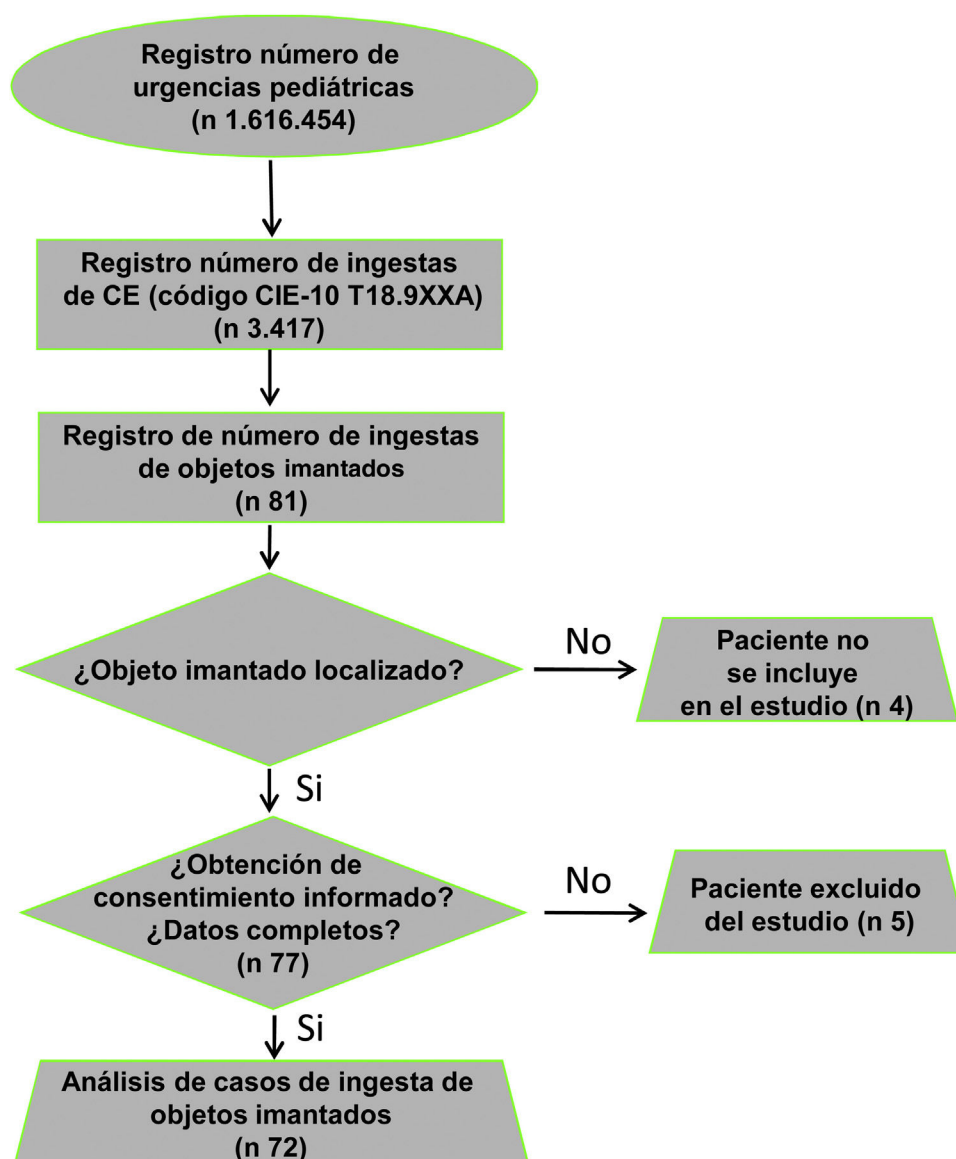 Registro número de
urgencias pediátricas
(n 1.616.454)
Registro número de ingestas
de CE (código CIE-10 T18.9XXA)
(n 3.417)
Registro de número de ingestas
de objetos imantados
(n 81)
¿Objeto imantado localizado?
No
Paciente no
se incluye
en el estudio (n 4)
Si
¿Obtención de
consentimiento informado?
¿Datos completos?
(n 77)
No
Paciente excluido
del estudio (n 5)
Si
Análisis de casos de ingesta de
objetos imantados
(n 72)